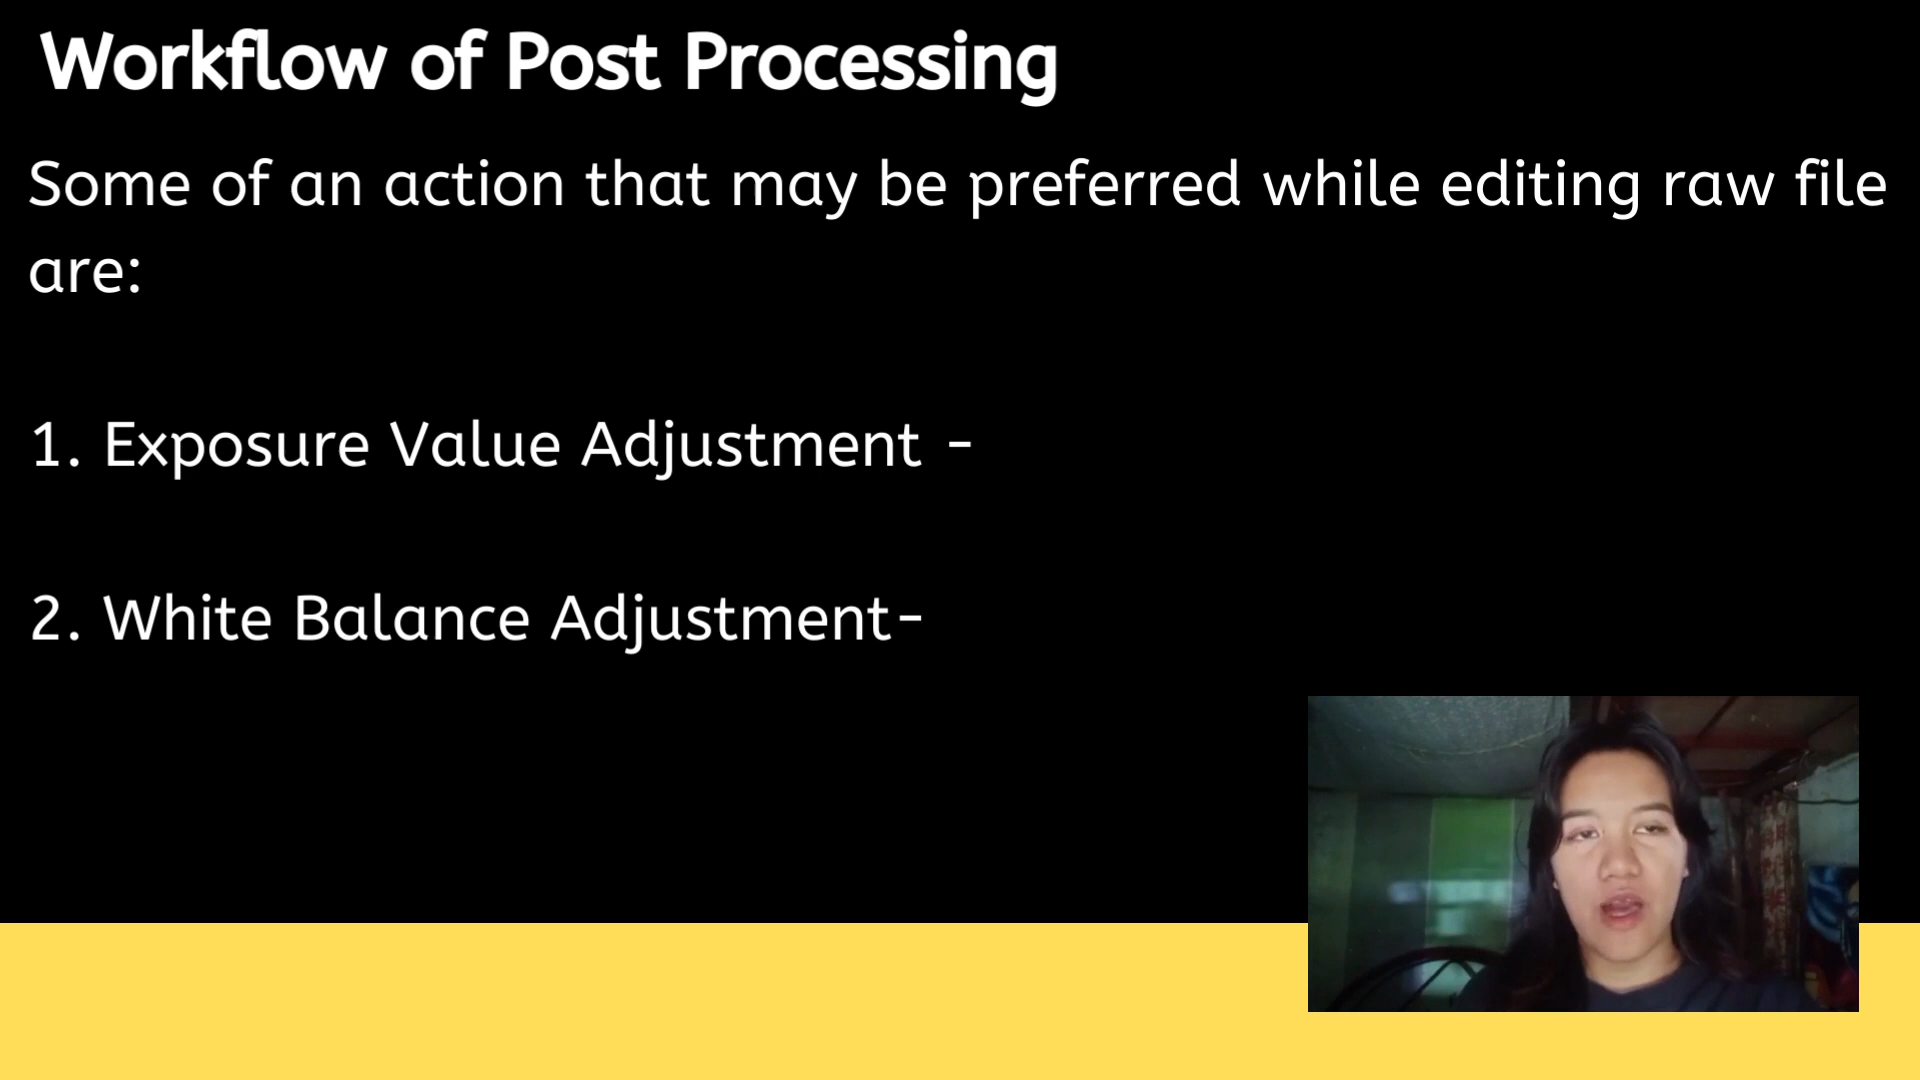 Workflow of Post Processing
Some of an action that may be preferred while editing raw file
are:
1. Exposure Value Adjustment -
2. White Balance Adjustment-